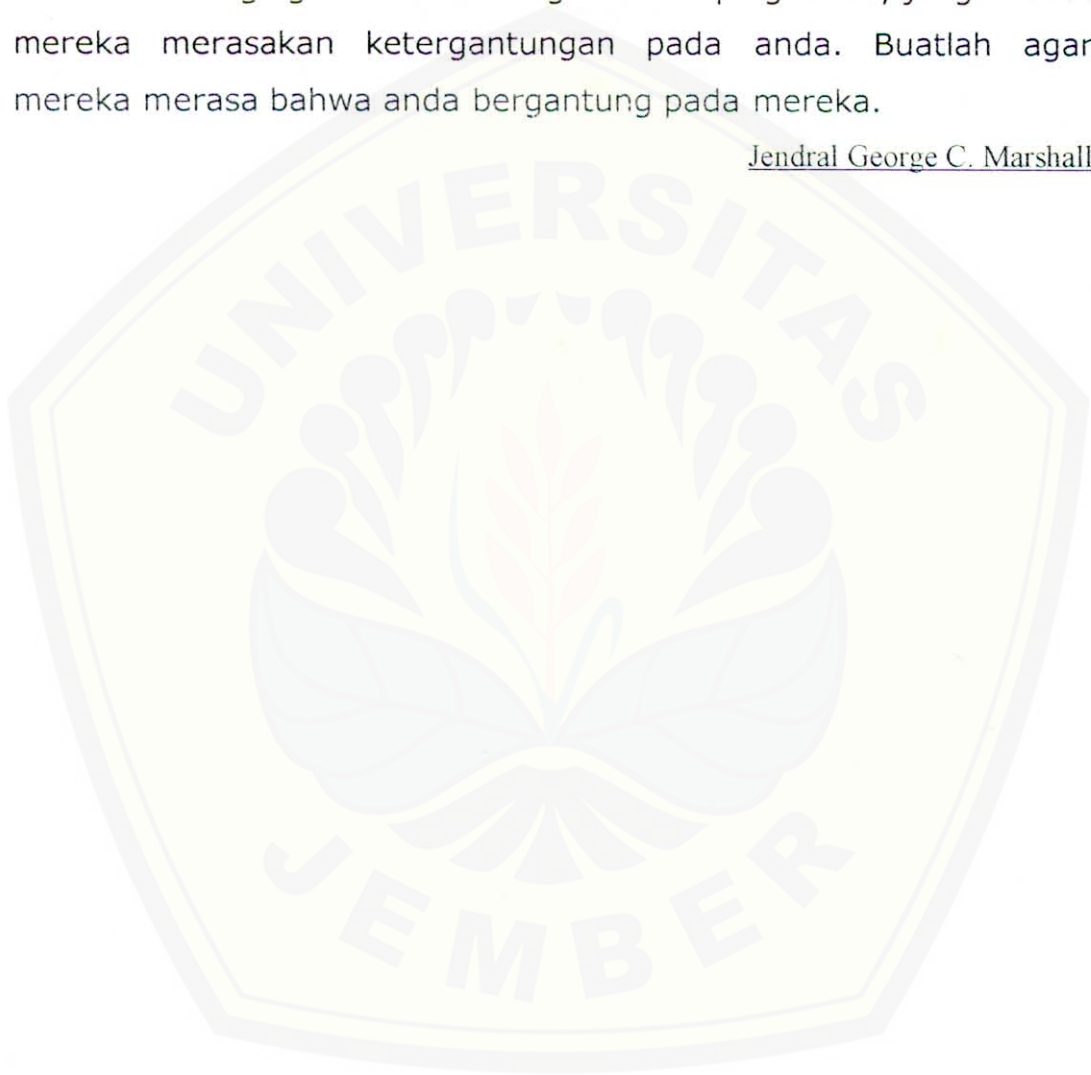 mereka merasakan ketergantungan pada anda. Buatlah agar
mereka merasa bahwa anda bergantung pada mereka.
Jendral George C. Marshall
UNIVERSITAS
JEMBER